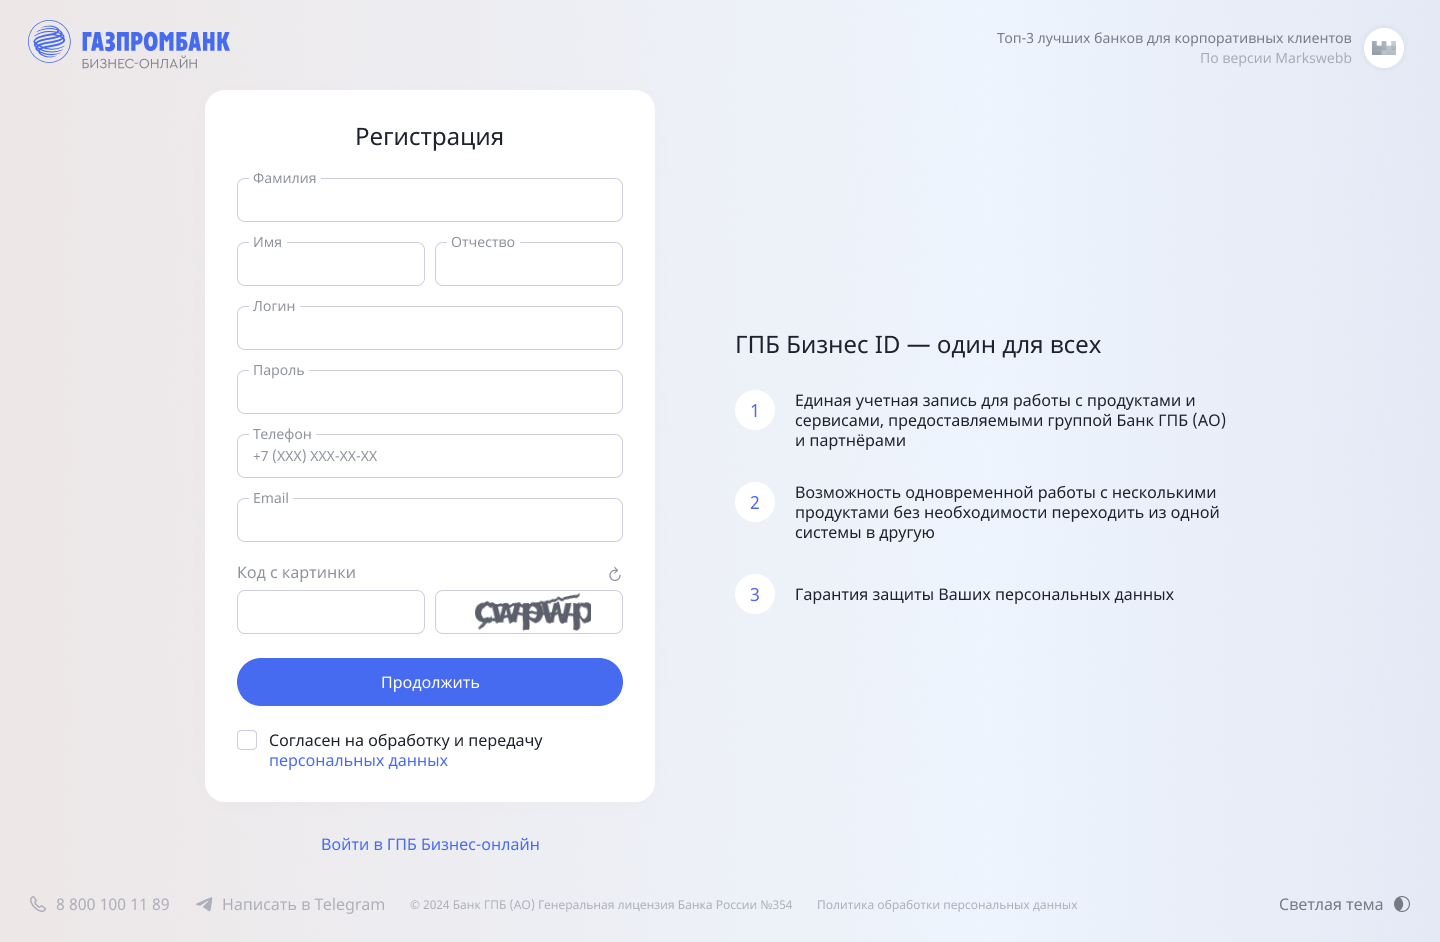 ГАЗПРОМБАНК
БИЗНЕС-ОНЛАЙН
Топ-3 лучших банков для корпоративных клиентов
По версии Markswebb
Регистрация
Фамилия
Имя
Отчество
Логин
Пароль
Телефон
+7 (XXX) XXX-XX-XX
Email
Код с картинки
Продолжить
Согласен на обработку и передачу
персональных данных
Войти в ГПБ Бизнес-онлайн
ГПБ Бизнес ID — один для всех
1
Единая учетная запись для работы с продуктами и
сервисами, предоставляемыми группой Банк ГПБ (АО)
и партнёрами
2
Возможность одновременной работы с несколькими
продуктами без необходимости переходить из одной
системы в другую
3
Гарантия защиты Ваших персональных данных
8 800 100 11 89
Написать в Telegram
© 2024 Банк ГПБ (АО) Генеральная лицензия Банка России №354
Политика обработки персональных данных
Светлая тема